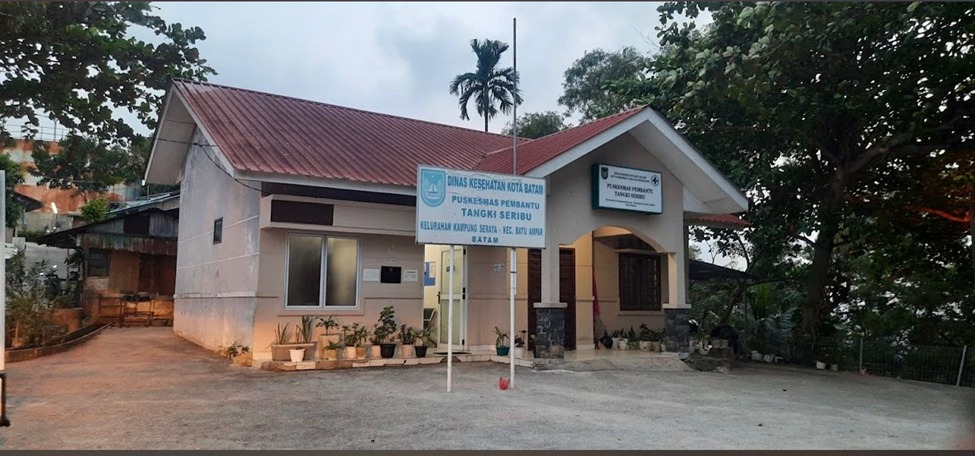 DINAS KESEHATAN KOTA BATAM
PUSKESMAS PEMBANTU
TANGKI SERIBU
KELURAHAN KAMPUNG SERAYA - KEC. BATU AMPAR
BATAM
PUSKESMAS PEMBANTU
TANGKI SERIBU